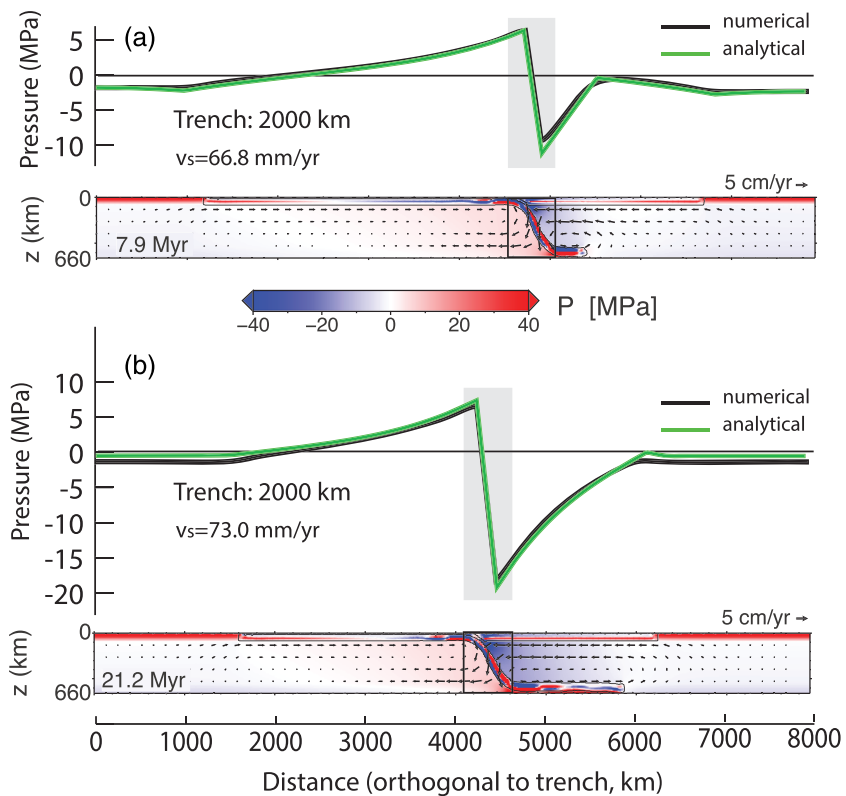 (a)
numerical
analytical
Pressure (MPa)
5
0
-5
-10
Trench: 2000 km
vs=66.8 mm/yr
5 cm/yr
z (km)
0
660
7.9 Myr
−40 −20 0 20 40
P [MPa]
(b)
numerical
analytical
Pressure (MPa)
10
5
0
-5
-10
-15
-20
Trench: 2000 km
vs=73.0 mm/yr
5 cm/yr
z (km)
0
660
21.2 Myr
0 1000 2000 3000 4000 5000 6000 7000 8000
Distance (orthogonal to trench, km)